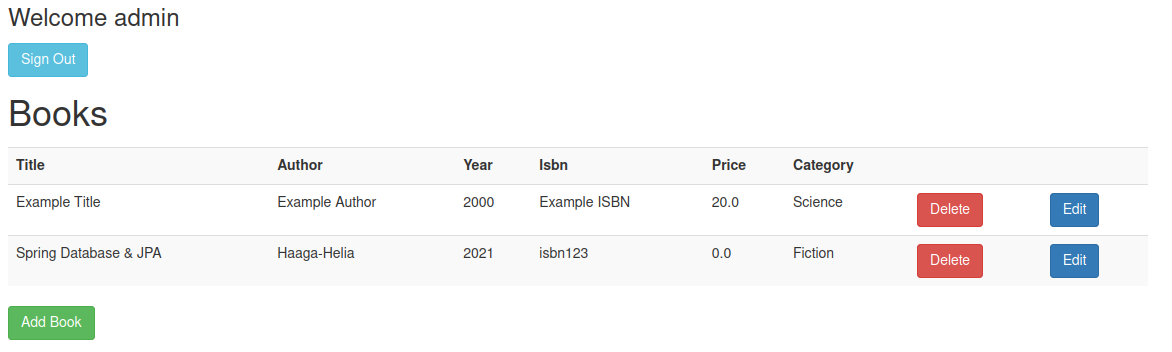 Welcome admin
Sign Out
Books
Title Author Year Isbn Price Category
Example Title Example Author 2000 Example ISBN 20.0 Science Delete Edit
Spring Database & JPA Haaga-Helia 2021 isbn123 0.0 Fiction Delete Edit
Add Book